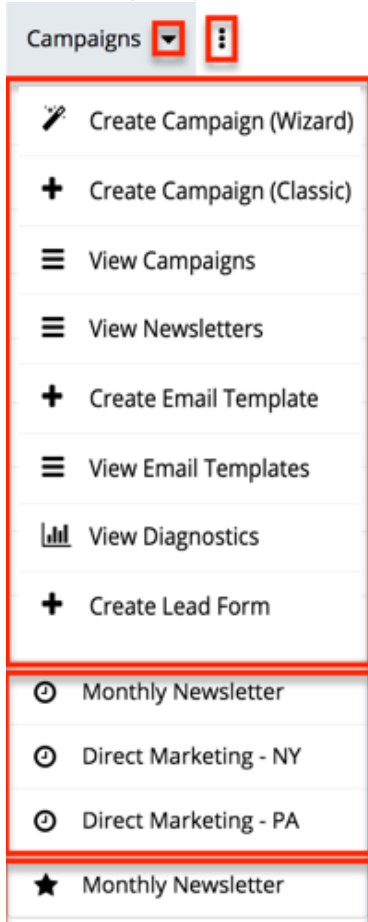 Campaigns
Create Campaign (Wizard)
Create Campaign (Classic)
View Campaigns
View Newsletters
Create Email Template
View Email Templates
View Diagnostics
Create Lead Form
Monthly Newsletter
Direct Marketing - NY
Direct Marketing - PA
Monthly Newsletter